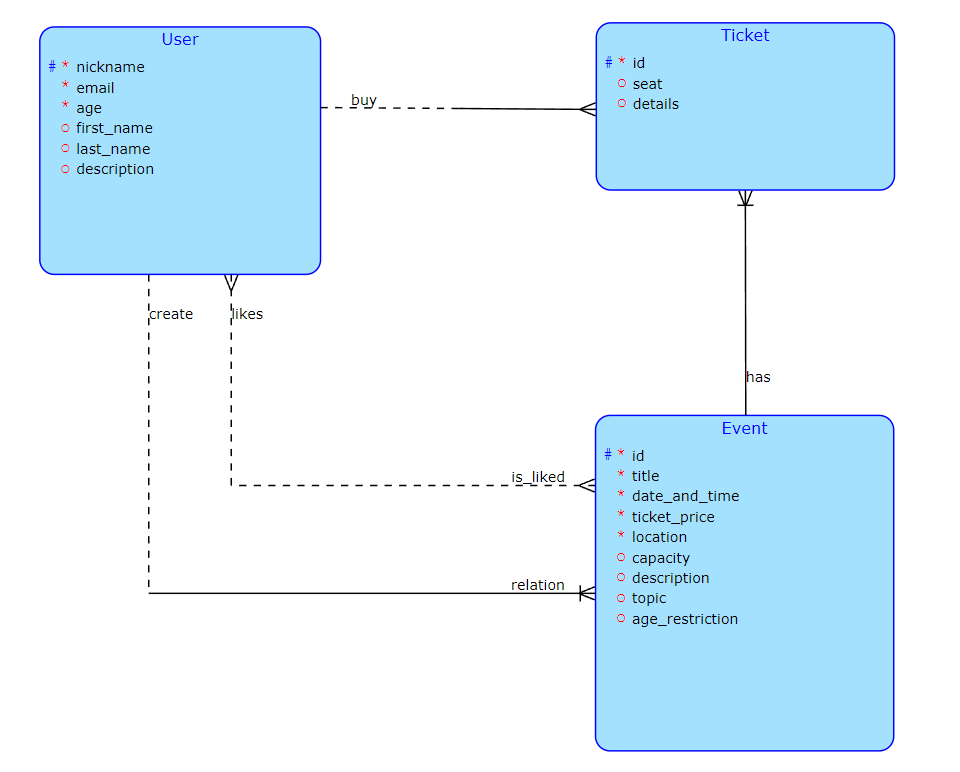 User
# * nickname
* email
* age
○ first_name
○ last_name
○ description
buy
Ticket
# * id
○ seat
○ details
create
likes
has
is_liked
relation
Event
# * id
* title
* date_and_time
* ticket_price
* location
○ capacity
○ description
○ topic
○ age_restriction